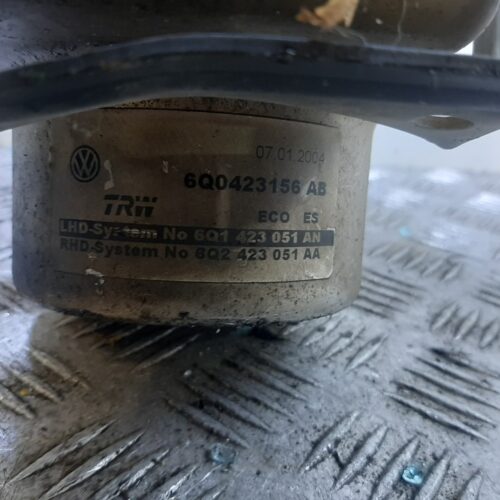 07.01.2004
6Q0423156 AB
TRW
ECO ES
LHD-System No 6Q1 423 051 AN
RHD-System No 6Q2 423 051 AA